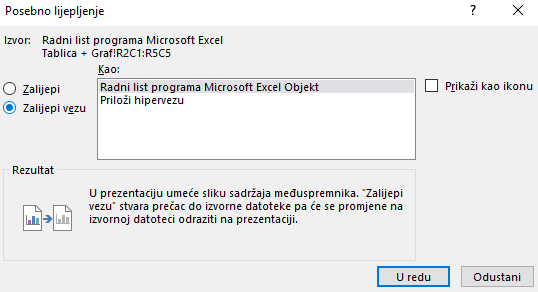 Posebno lijepljenje
Izvor: Radni list programa Microsoft Excel
Tablica + Graf!R2C1:R5C5
Kao:
Zalijepi
Zalijepi vezu
Radni list programa Microsoft Excel Objekt
Priloži hipervezu
Prikaži kao ikonu
Rezultat
U prezentaciju umeće sliku sadržaja međuspremnika. "Zalijepi
vezu" stvara prečac do izvorne datoteke pa će se promjene na
izvornoj datoteci odraziti na prezentaciji.
U redu
Odustani